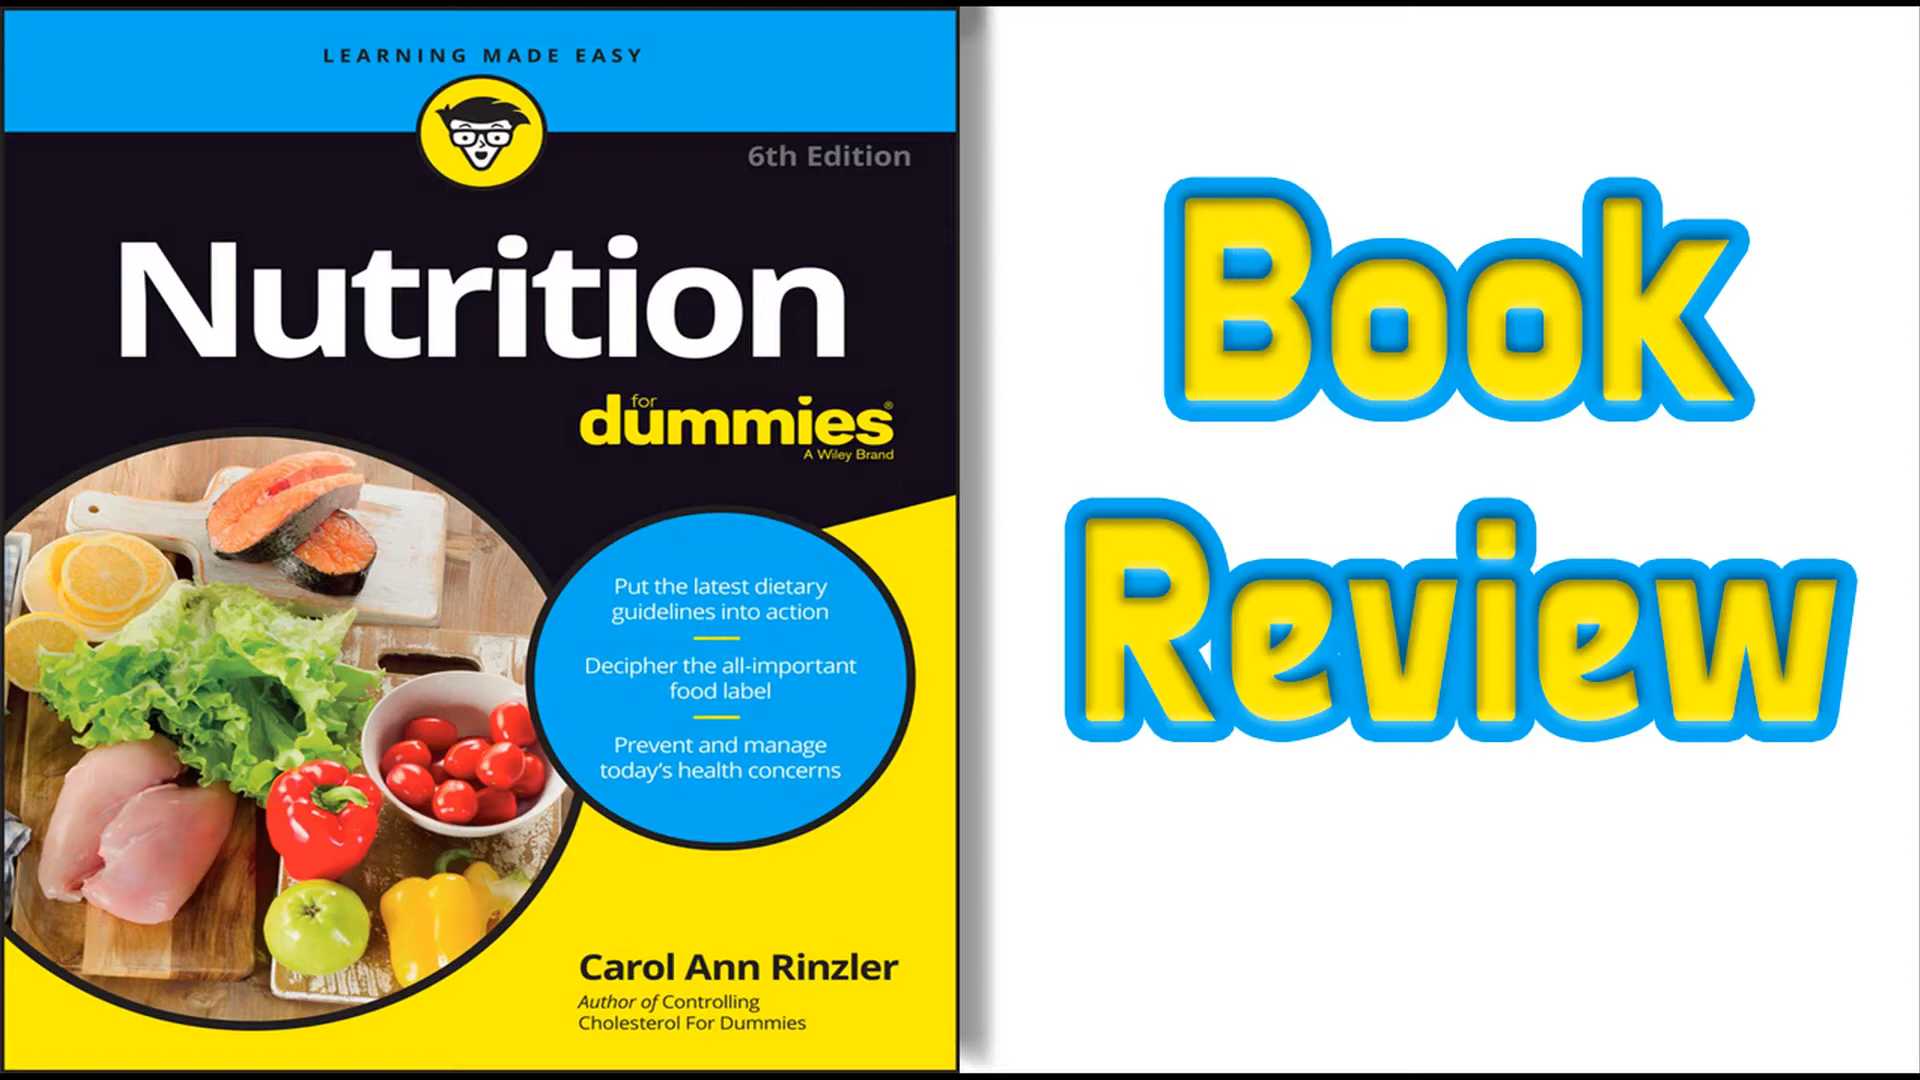 LEARNING MADE EASY
6th Edition
Nutrition
for
dummies®
A Wiley Brand
Put the latest dietary
guidelines into action
Decipher the all-important
food label
Prevent and manage
today's health concerns
Carol Ann Rinzler
Author of Controlling
Cholesterol For Dummies
Book
Review